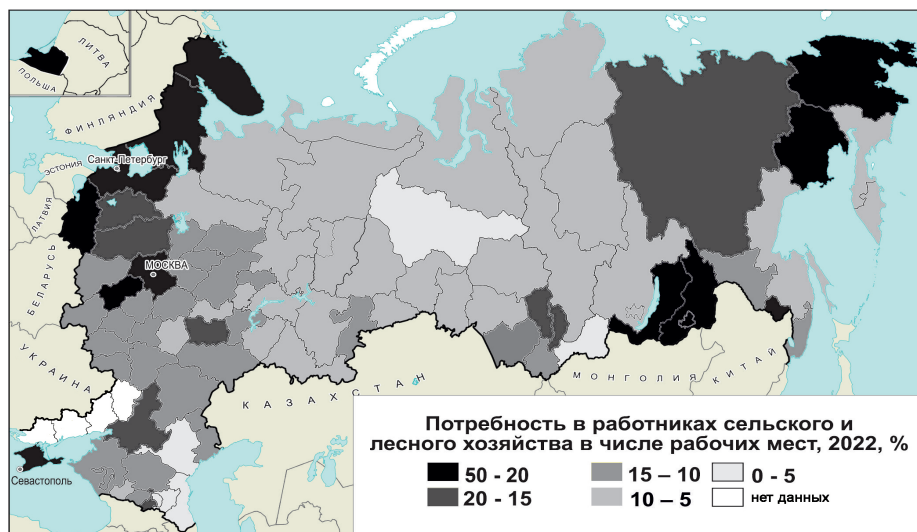 ЛИТВА
ПОЛЬША
ФИНЛЯНДИЯ
Санкт-Петербург
ЭСТОНИЯ
ЛАТВИЯ
БЕЛАРУСЬ
МОСКВА
УКРАИНА
КАЗАХСТАН
МОНГОЛИЯ
КИТАЙ
Севастополь
Потребность в работниках сельского и
лесного хозяйства в числе рабочих мест, 2022, %
50 - 20
15 – 10
0 - 5
20 - 15
10 – 5
нет данных